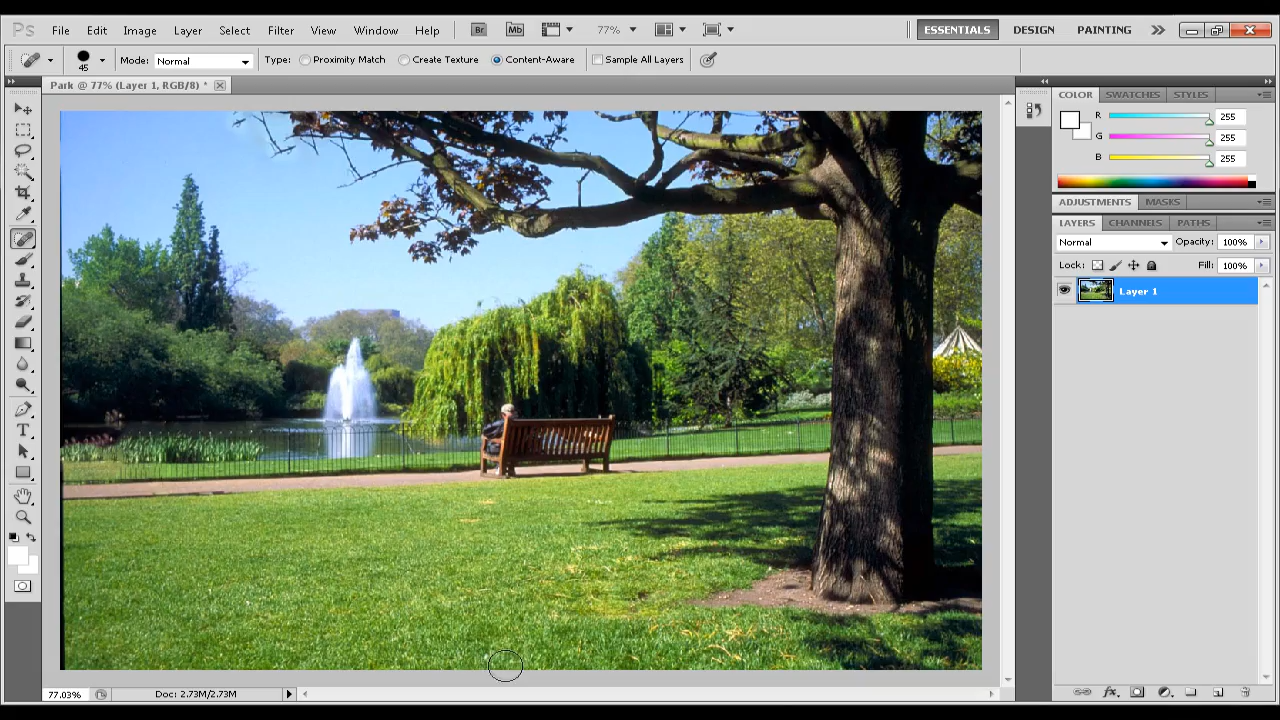 Ps File Edit Image Layer Select Filter View Window Help Br Mb 77% ESSENTIALS DESIGN PAINTING
45 Mode: Normal Type: Proximity Match Create Texture Content-Aware Sample All Layers
Park @ 77% (Layer 1, RGB/8) *
COLOR SWATCHES STYLES
R 255
G 255
B 255
ADJUSTMENTS MASKS
LAYERS CHANNELS PATHS
Normal Opacity: 100%
Lock: Fill: 100%
Layer 1
77.03% Doc: 2.73M/2.73M
fx